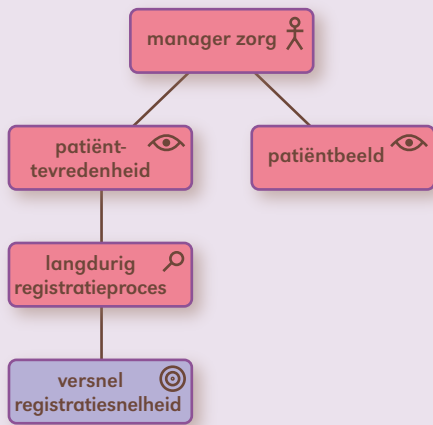 manager zorg
patiënt-
tevredenheid
patiëntbeeld
langdurig
registratieproces
versnel
registratiesnelheid